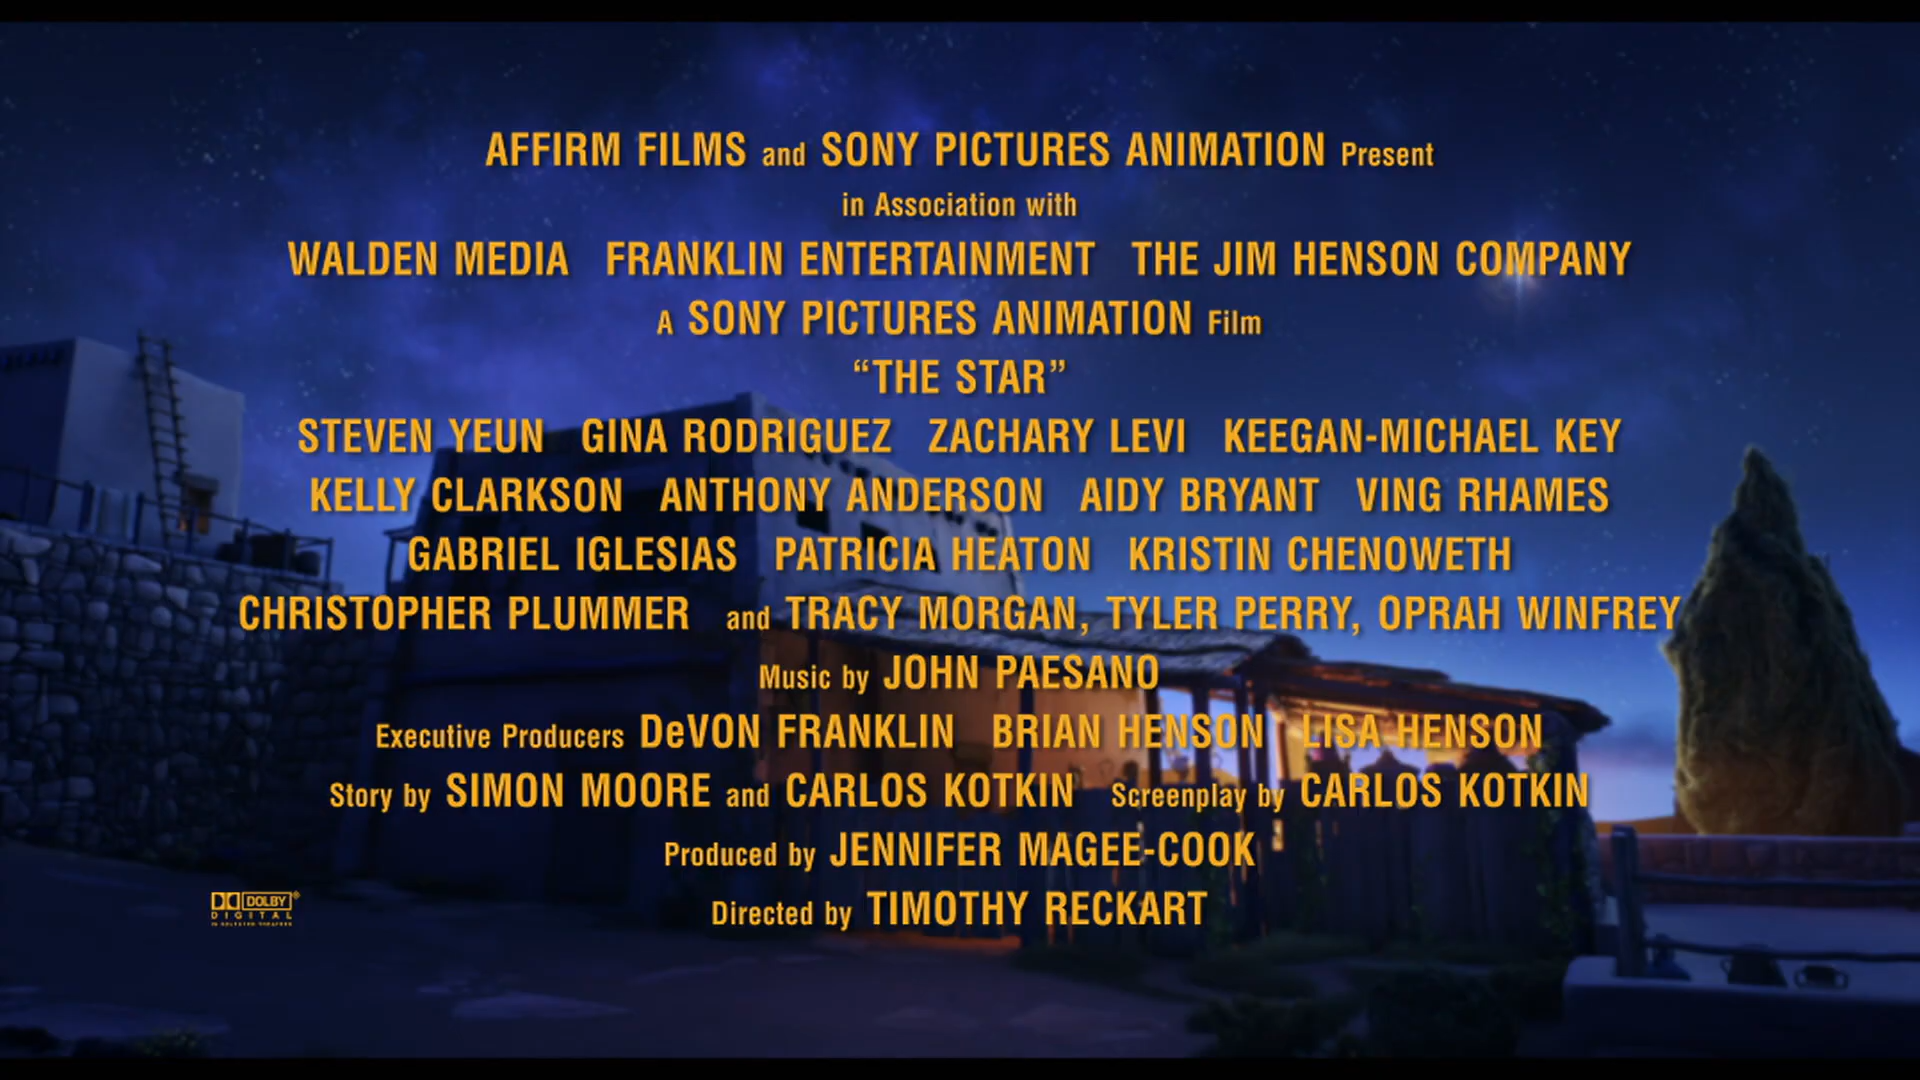 AFFIRM FILMS and SONY PICTURES ANIMATION Present
in Association with
WALDEN MEDIA FRANKLIN ENTERTAINMENT THE JIM HENSON COMPANY
A SONY PICTURES ANIMATION Film
“THE STAR”
STEVEN YEUN GINA RODRIGUEZ ZACHARY LEVI KEEGAN-MICHAEL KEY
KELLY CLARKSON ANTHONY ANDERSON AIDY BRYANT VING RHAMES
GABRIEL IGLESIAS PATRICIA HEATON KRISTIN CHENOWETH
CHRISTOPHER PLUMMER and TRACY MORGAN, TYLER PERRY, OPRAH WINFREY
Music by JOHN PAESANO
Executive Producers DeVON FRANKLIN BRIAN HENSON LISA HENSON
Story by SIMON MOORE and CARLOS KOTKIN Screenplay by CARLOS KOTKIN
Produced by JENNIFER MAGEE-COOK
Directed by TIMOTHY RECKART
DOLBY®
DIGITAL
IN SELECTED THEATRES